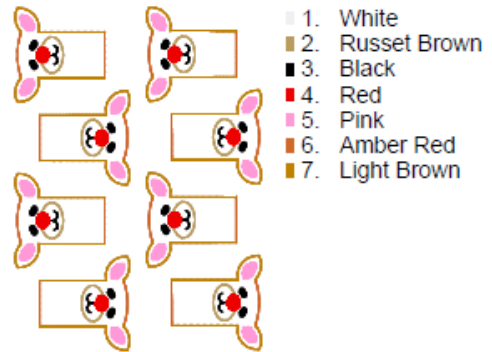 1. White
2. Russet Brown
3. Black
4. Red
5. Pink
6. Amber Red
7. Light Brown